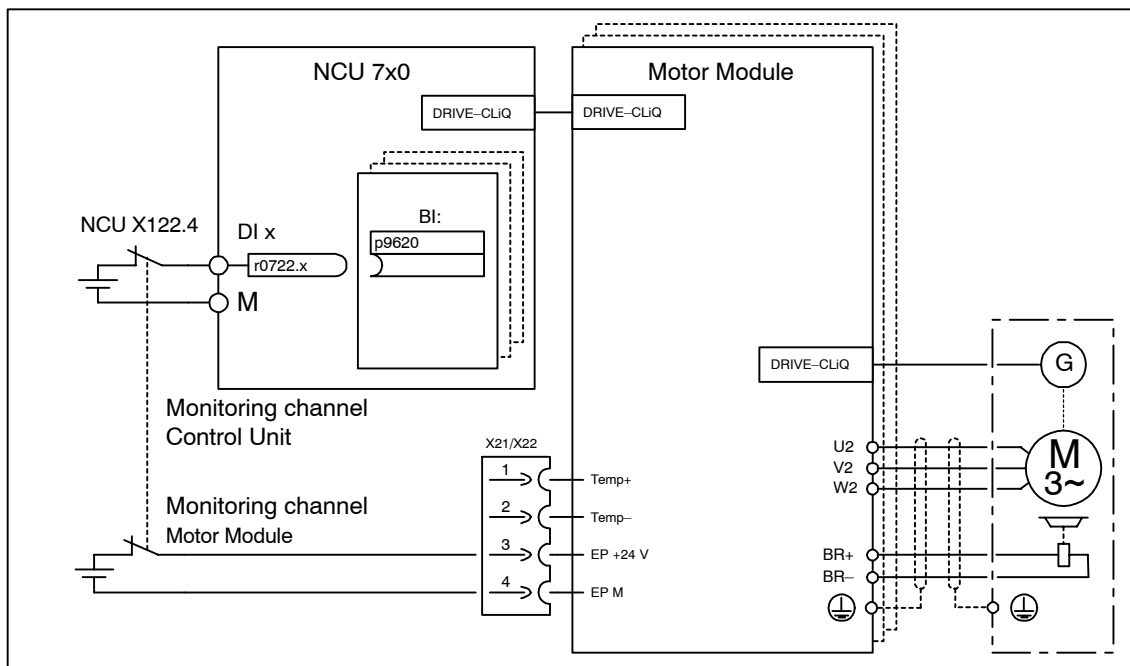 NCU 7x0
Motor Module
DRIVE–CLiQ
DRIVE–CLiQ
NCU X122.4
DI x
BI:
p9620
r0722.x
M
DRIVE–CLiQ
G
Monitoring channel
Control Unit
X21/X22
U2
V2
W2
M
3~
1
Temp+
2
Temp–
Monitoring channel
Motor Module
3
EP +24 V
BR+
BR–
4
EP M